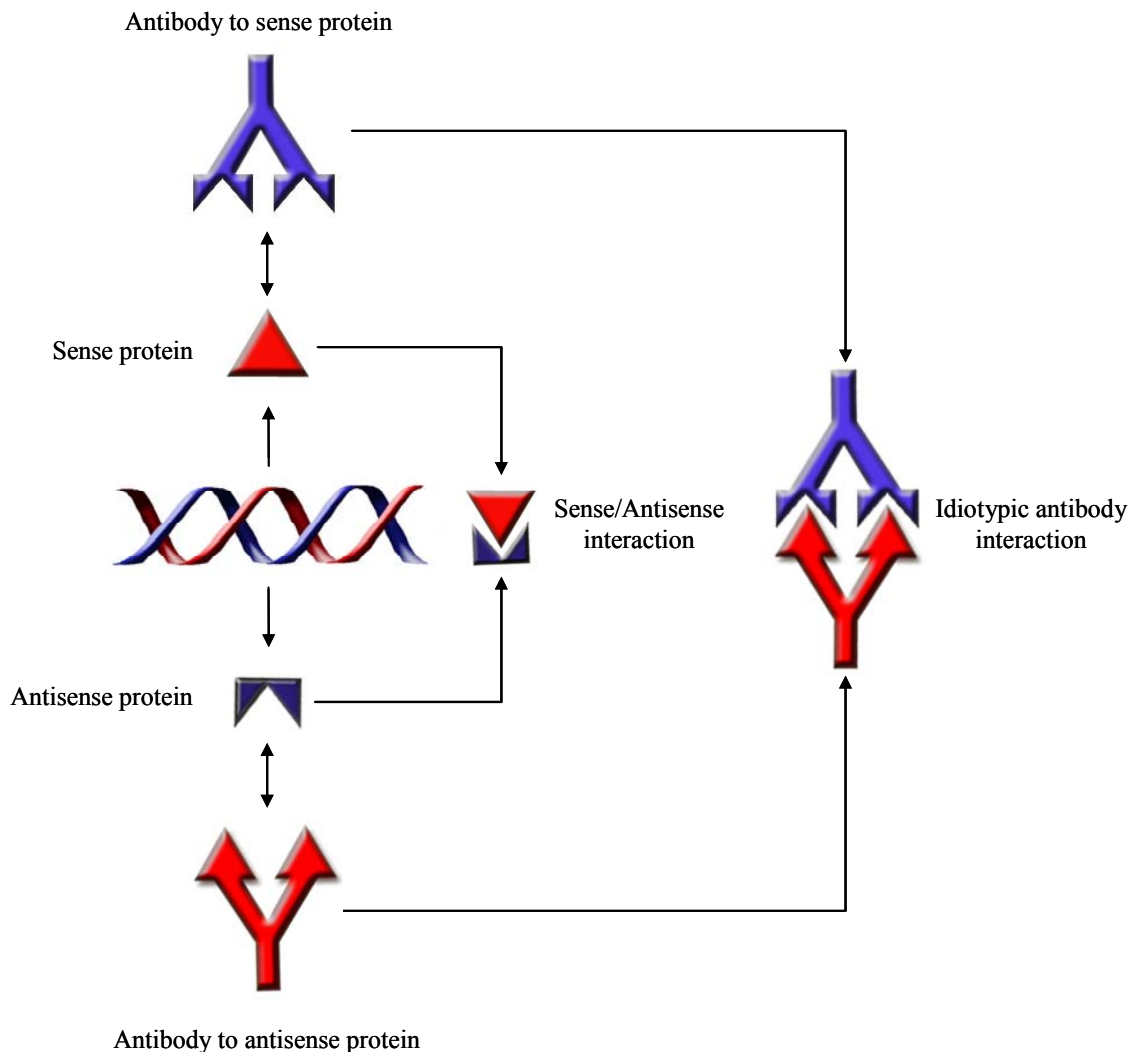 Antibody to sense protein
Sense protein
Sense/Antisense
interaction
Idiotypic antibody
interaction
Antisense protein
Antibody to antisense protein